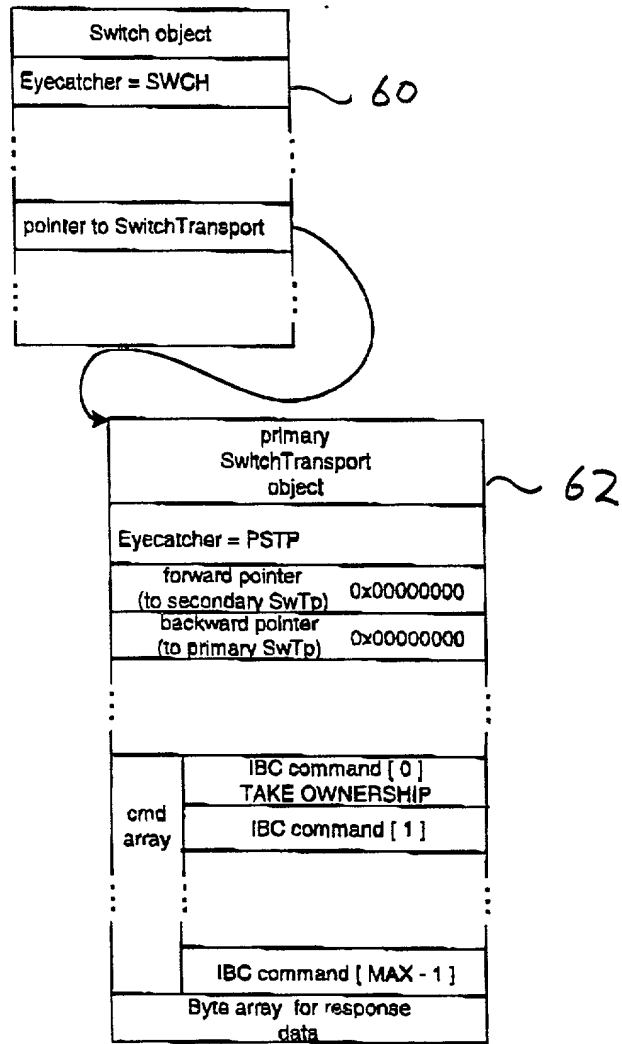 Switch object
Eyecatcher = SWCH
60
pointer to SwitchTransport
primary
SwitchTransport
object
62
Eyecatcher = PSTP
forward pointer
(to secondary SwTp) 0x00000000
backward pointer
(to primary SwTp) 0x00000000
IBC command [ 0 ]
TAKE OWNERSHIP
cmd
array
IBC command [ 1 ]
IBC command [ MAX - 1 ]
Byte array for response
data